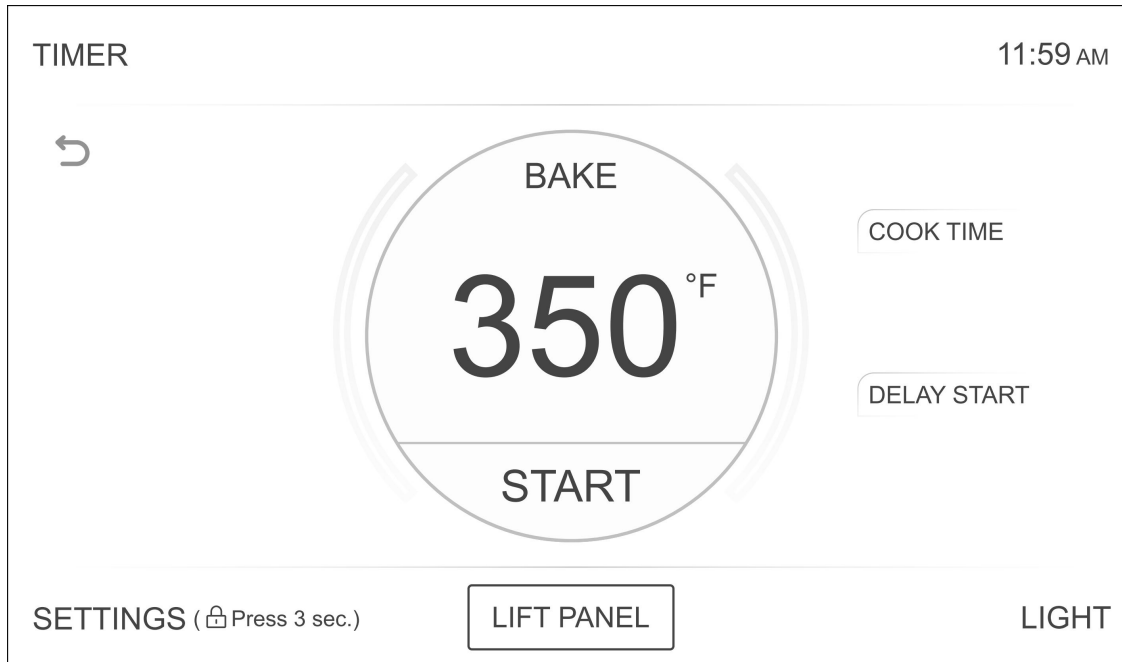 TIMER
11:59 AM
BAKE
350°F
COOK TIME
DELAY START
START
SETTINGS (Press 3 sec.)
LIFT PANEL
LIGHT